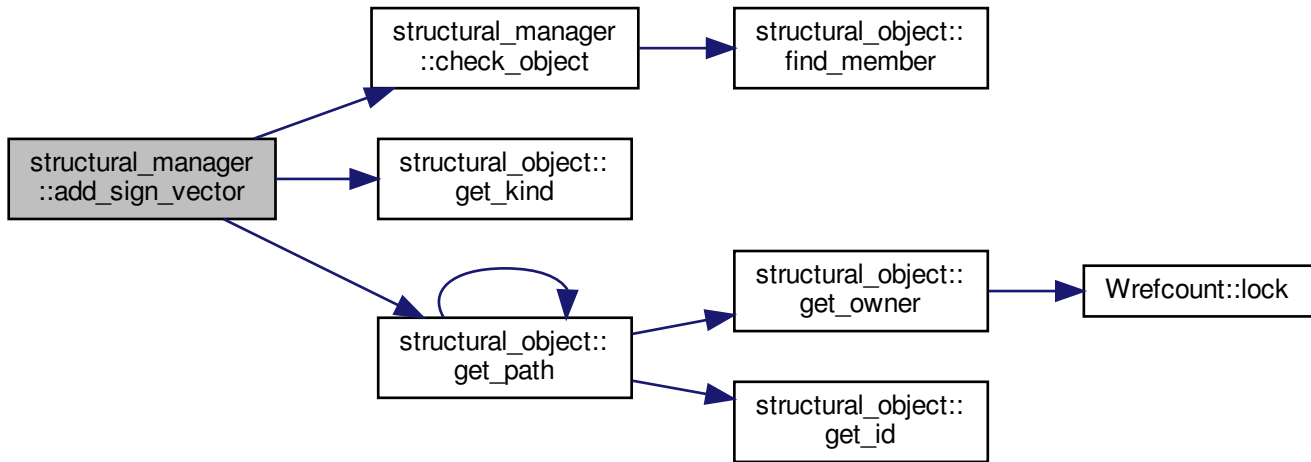 structural_manager
::check_object
structural_object::
find_member
structural_manager
::add_sign_vector
structural_object::
get_kind
structural_object::
get_path
structural_object::
get_owner
Wrefcount::lock
structural_object::
get_id